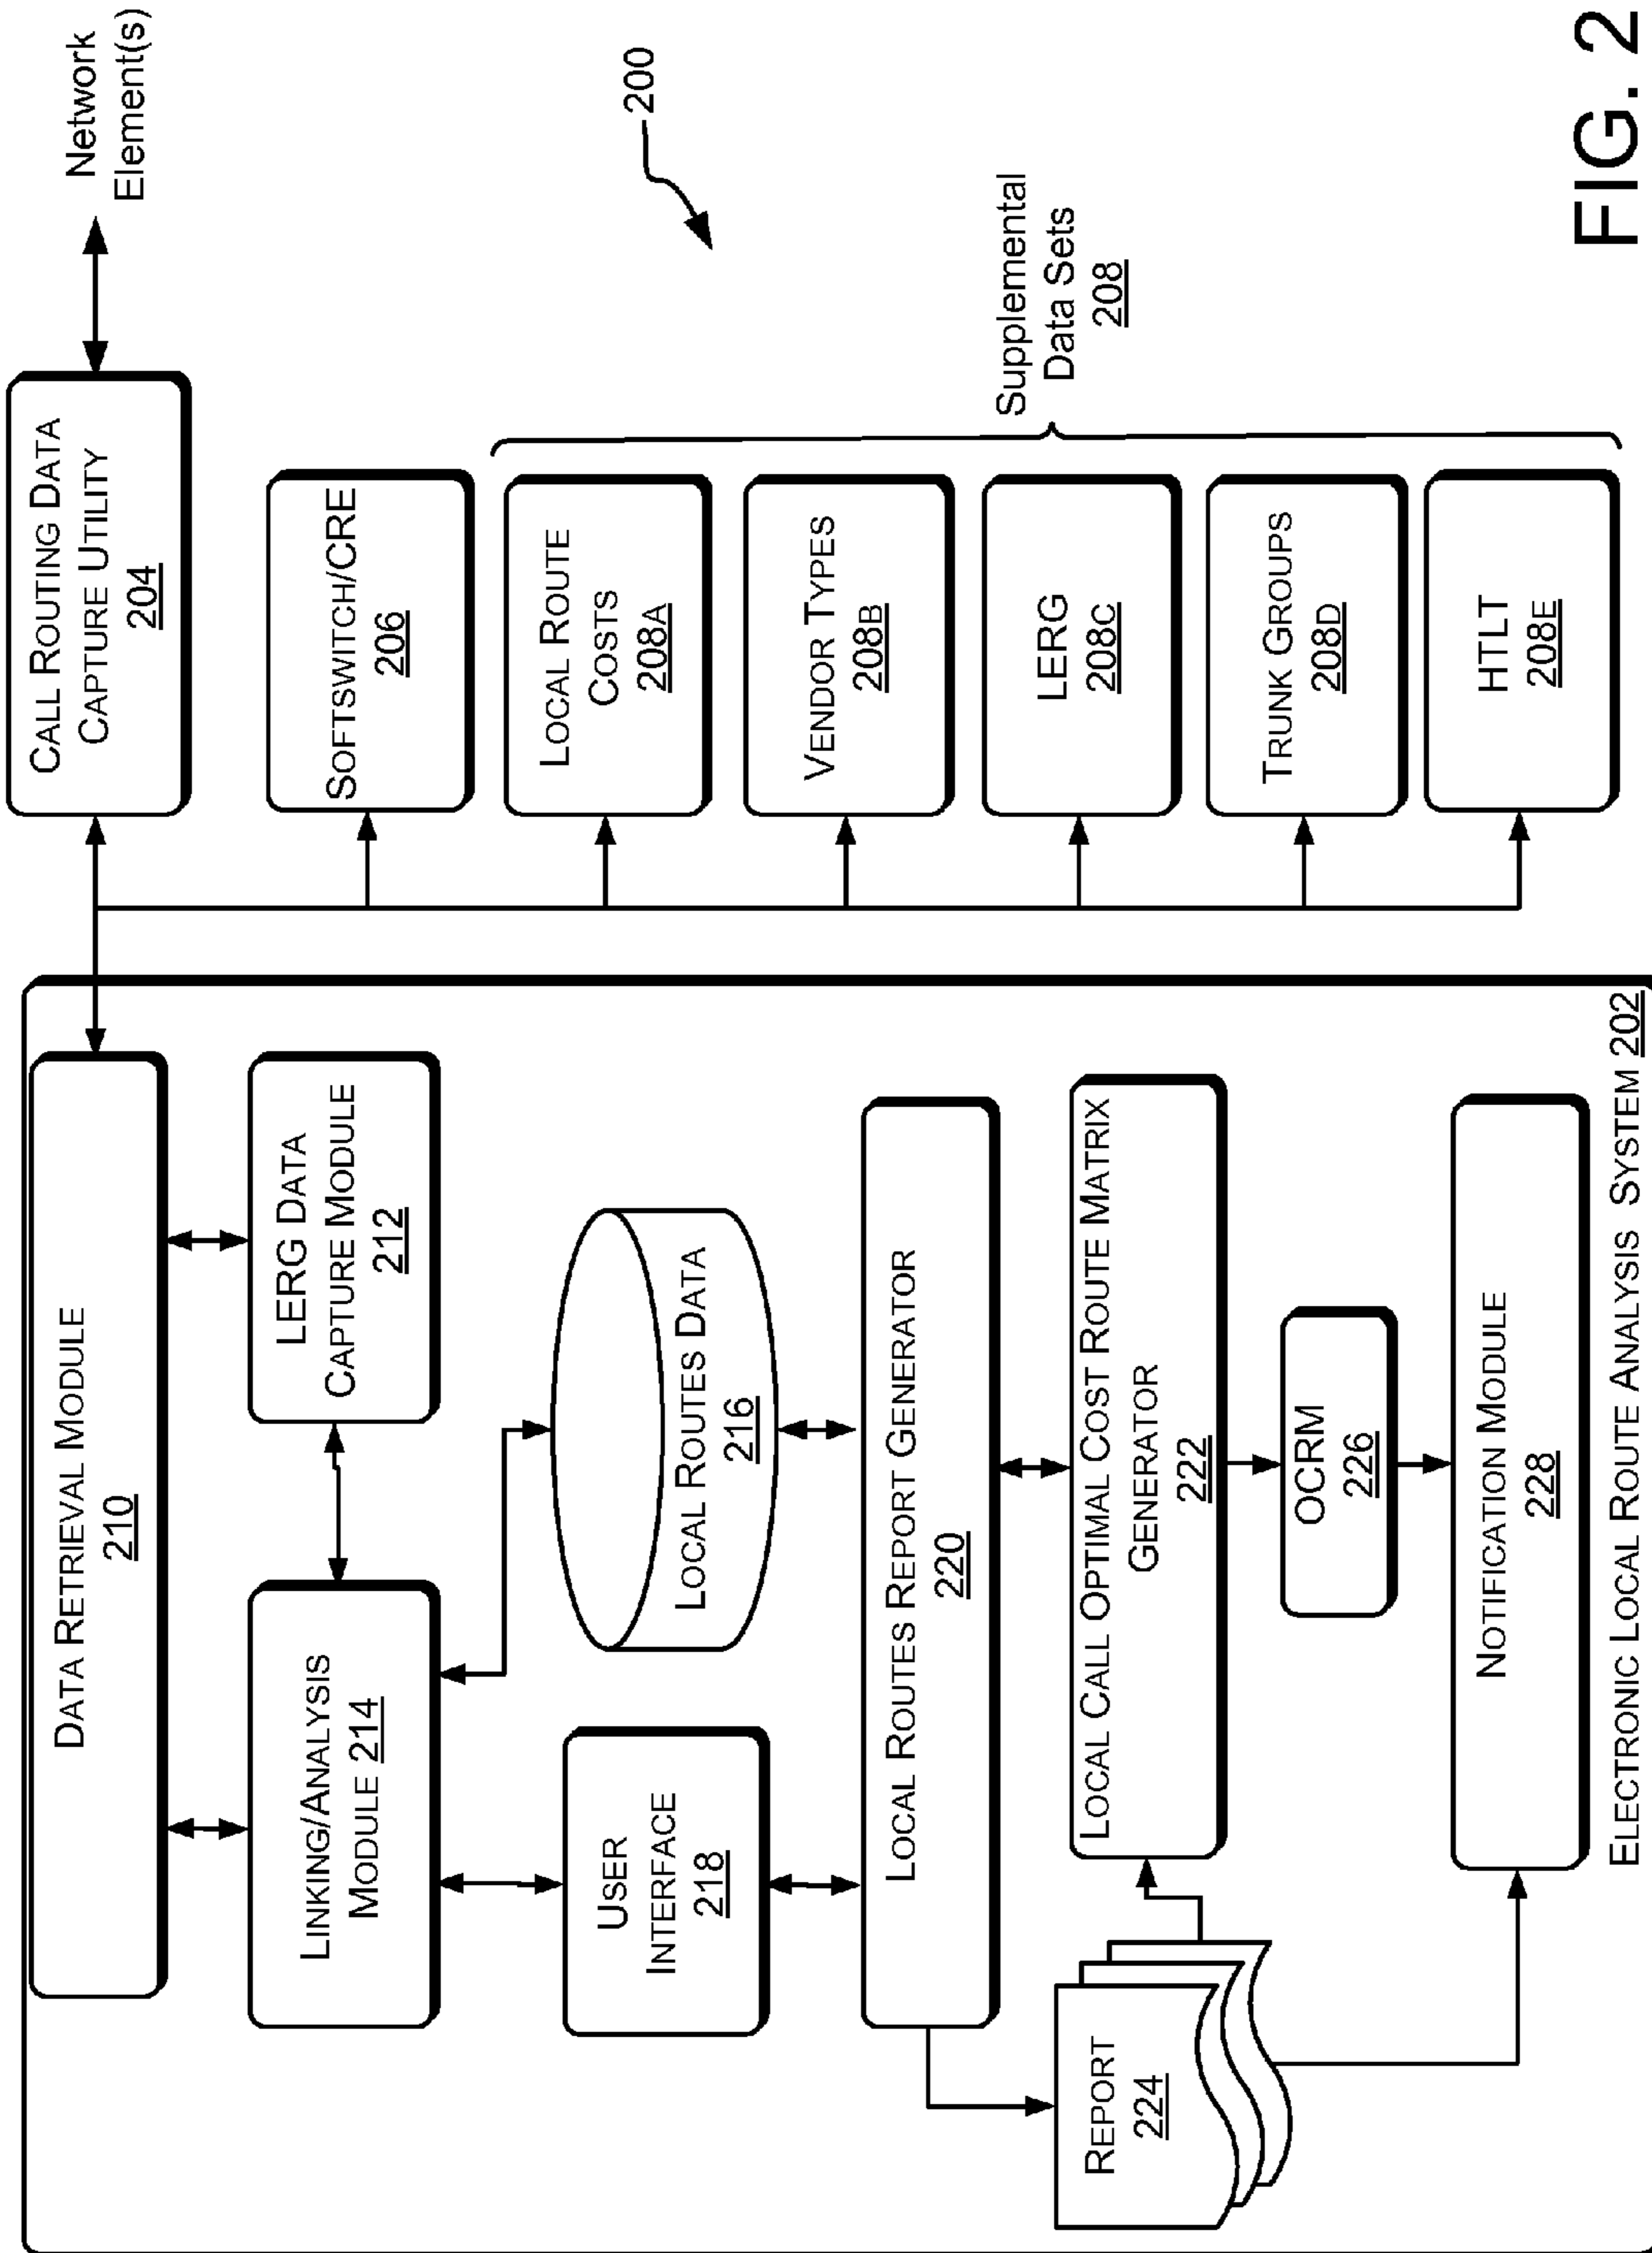 DATA RETRIEVAL MODULE
210
LINKING/ANALYSIS
MODULE 214
LERG DATA
CAPTURE MODULE
212
USER
INTERFACE
218
LOCAL ROUTES DATA
216
LOCAL ROUTES REPORT GENERATOR
220
REPORT
224
LOCAL CALL OPTIMAL COST ROUTE MATRIX
GENERATOR
222
OCRM
226
NOTIFICATION MODULE
228
ELECTRONIC LOCAL ROUTE ANALYSIS SYSTEM 202
CALL ROUTING DATA
CAPTURE UTILITY
204
Network
Element(s)
SOFTSWITCH/CRE
206
LOCAL ROUTE
COSTS
208A
VENDOR TYPES
208B
LERG
208C
TRUNK GROUPS
208D
HTLT
208E
Supplemental
Data Sets
208
200
FIG. 2